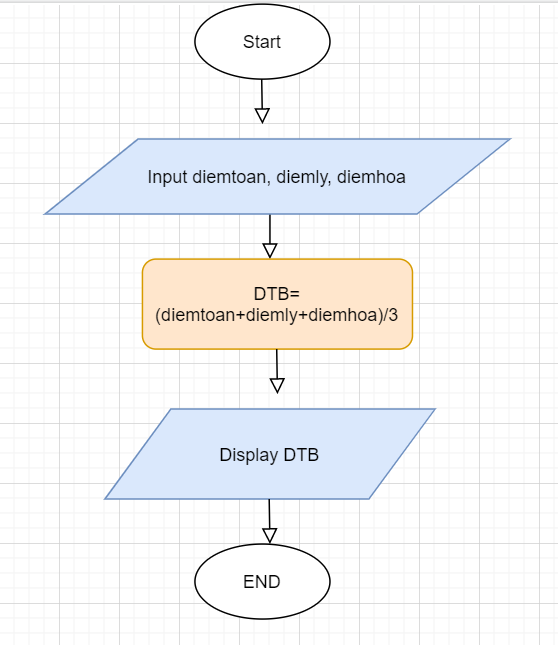 Start
Input diemtoan, diemly, diemhoa
DTB=
(diemtoan+diemly+diemhoa)/3
Display DTB
END